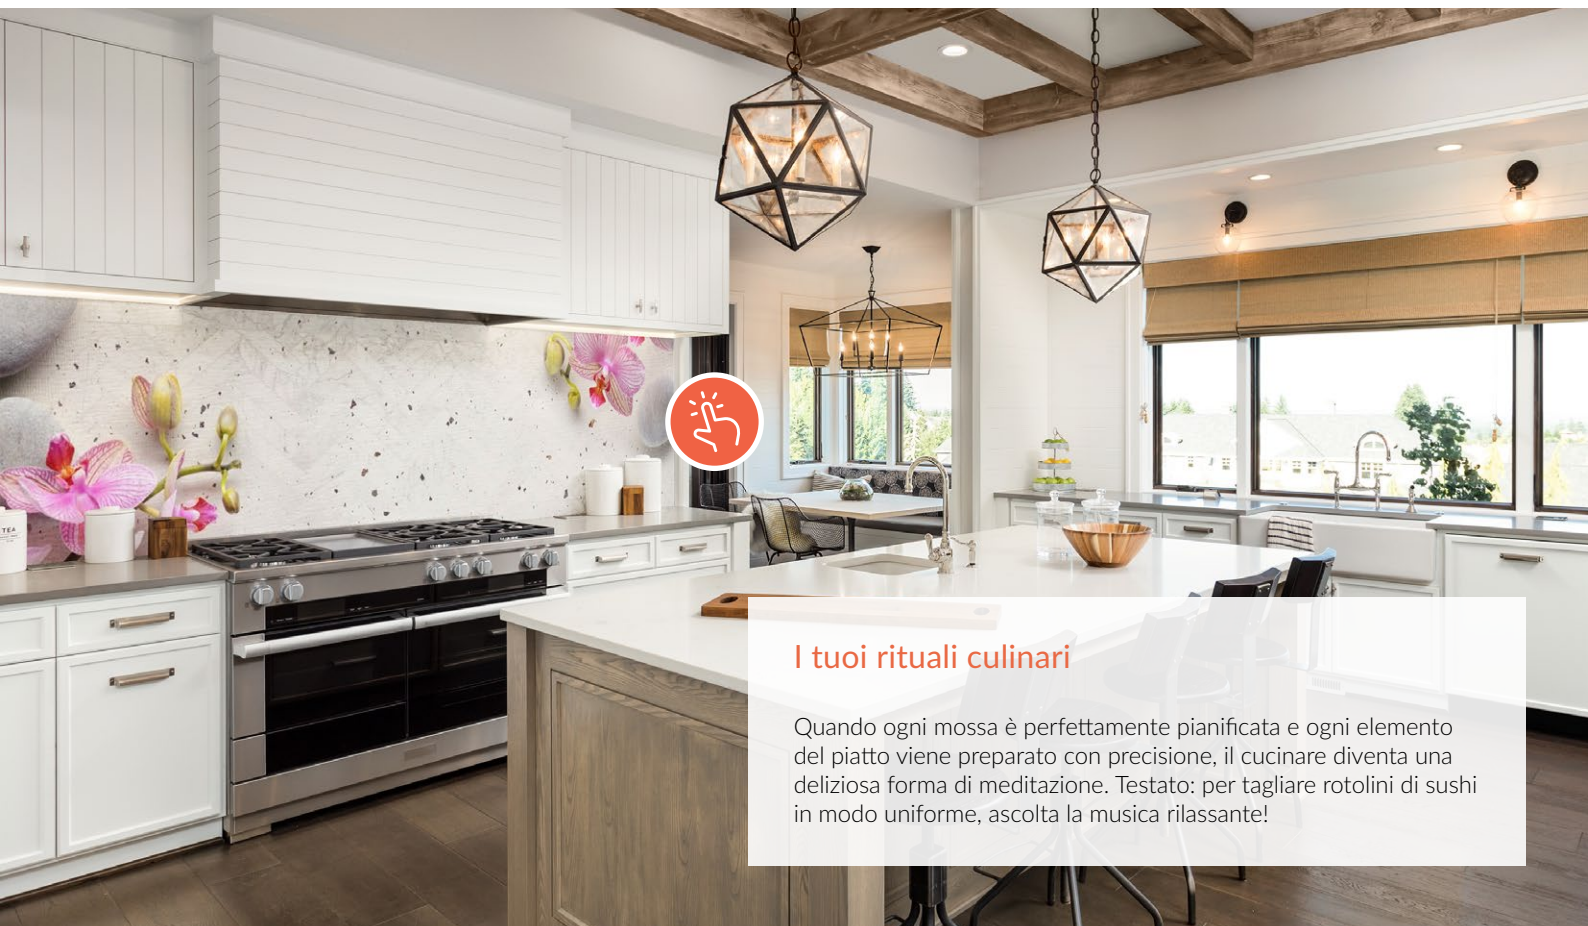 TEA
I tuoi rituali culinari
Quando ogni mossa è perfettamente pianificata e ogni elemento
del piatto viene preparato con precisione, il cucinare diventa una
deliziosa forma di meditazione. Testato: per tagliare rotolini di sushi
in modo uniforme, ascolta la musica rilassante!